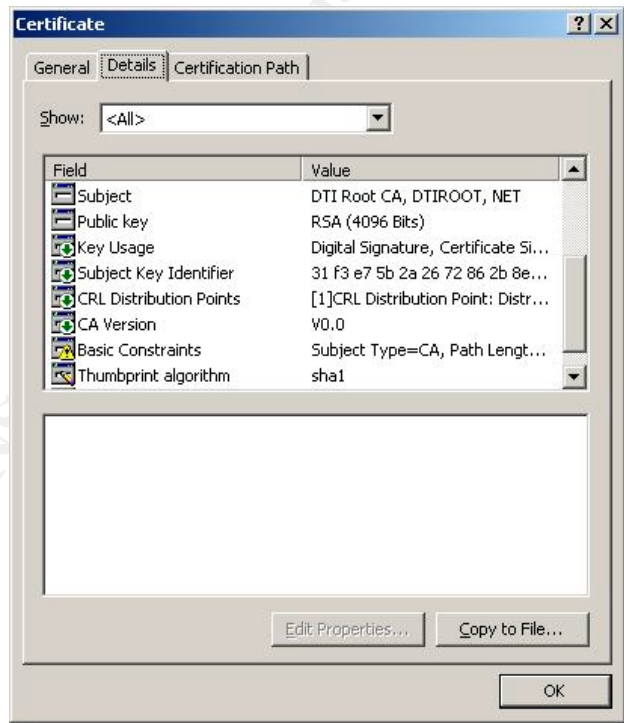 Certificate
General Details Certification Path
Show: <All>
Field Value
Subject DTI Root CA, DTIROOT, NET
Public key RSA (4096 Bits)
Key Usage Digital Signature, Certificate Si...
Subject Key Identifier 31 f3 e7 5b 2a 26 72 86 2b 8e...
CRL Distribution Points [1]CRL Distribution Point: Distr...
CA Version V0.0
Basic Constraints Subject Type=CA, Path Lengt...
Thumbprint algorithm sha1
Edit Properties... Copy to File...
OK